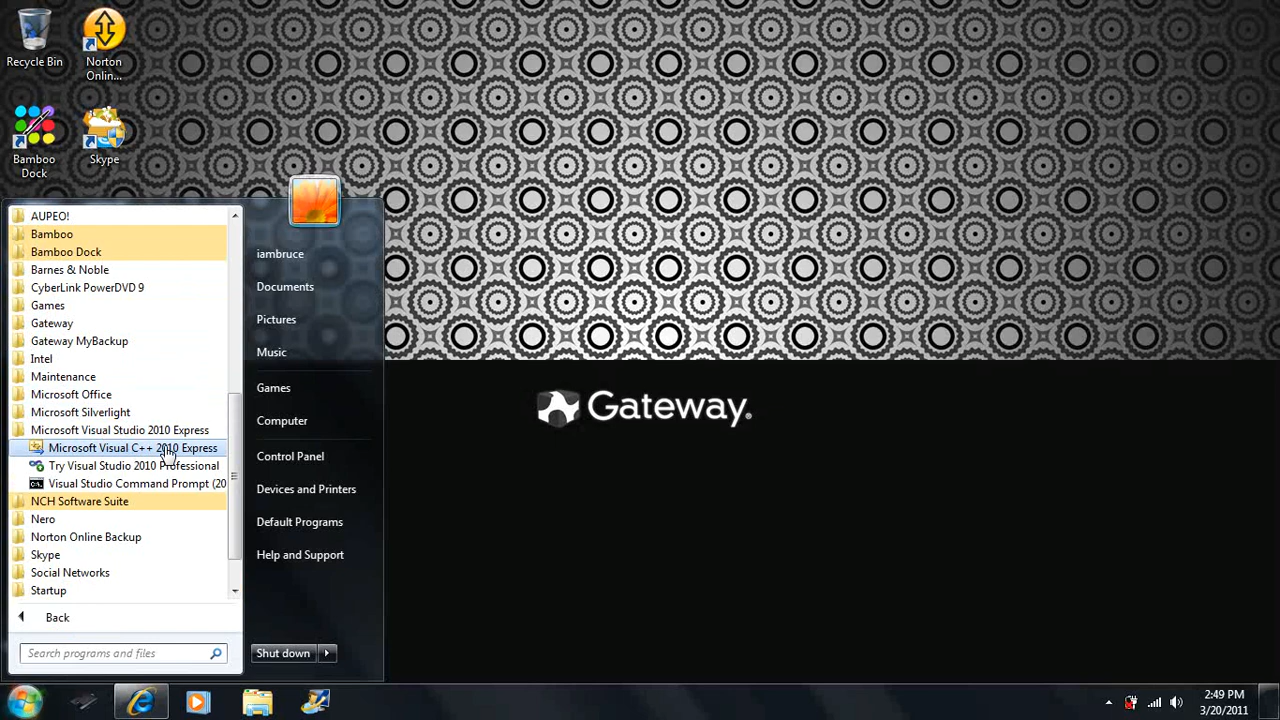 Recycle Bin
Norton
Online...
Bamboo
Dock
Skype
AUPEO!
Bamboo
Bamboo Dock
Barnes & Noble
CyberLink PowerDVD 9
Games
Gateway
Gateway MyBackup
Intel
Maintenance
Microsoft Office
Microsoft Silverlight
Microsoft Visual Studio 2010 Express
Microsoft Visual C++ 2010 Express
Try Visual Studio 2010 Professional
Visual Studio Command Prompt (20
NCH Software Suite
Nero
Norton Online Backup
Skype
Social Networks
Startup
Back
Search programs and files
iambruce
Documents
Pictures
Music
Games
Computer
Control Panel
Devices and Printers
Default Programs
Help and Support
Shut down
Gateway.
2:49 PM
3/20/2011